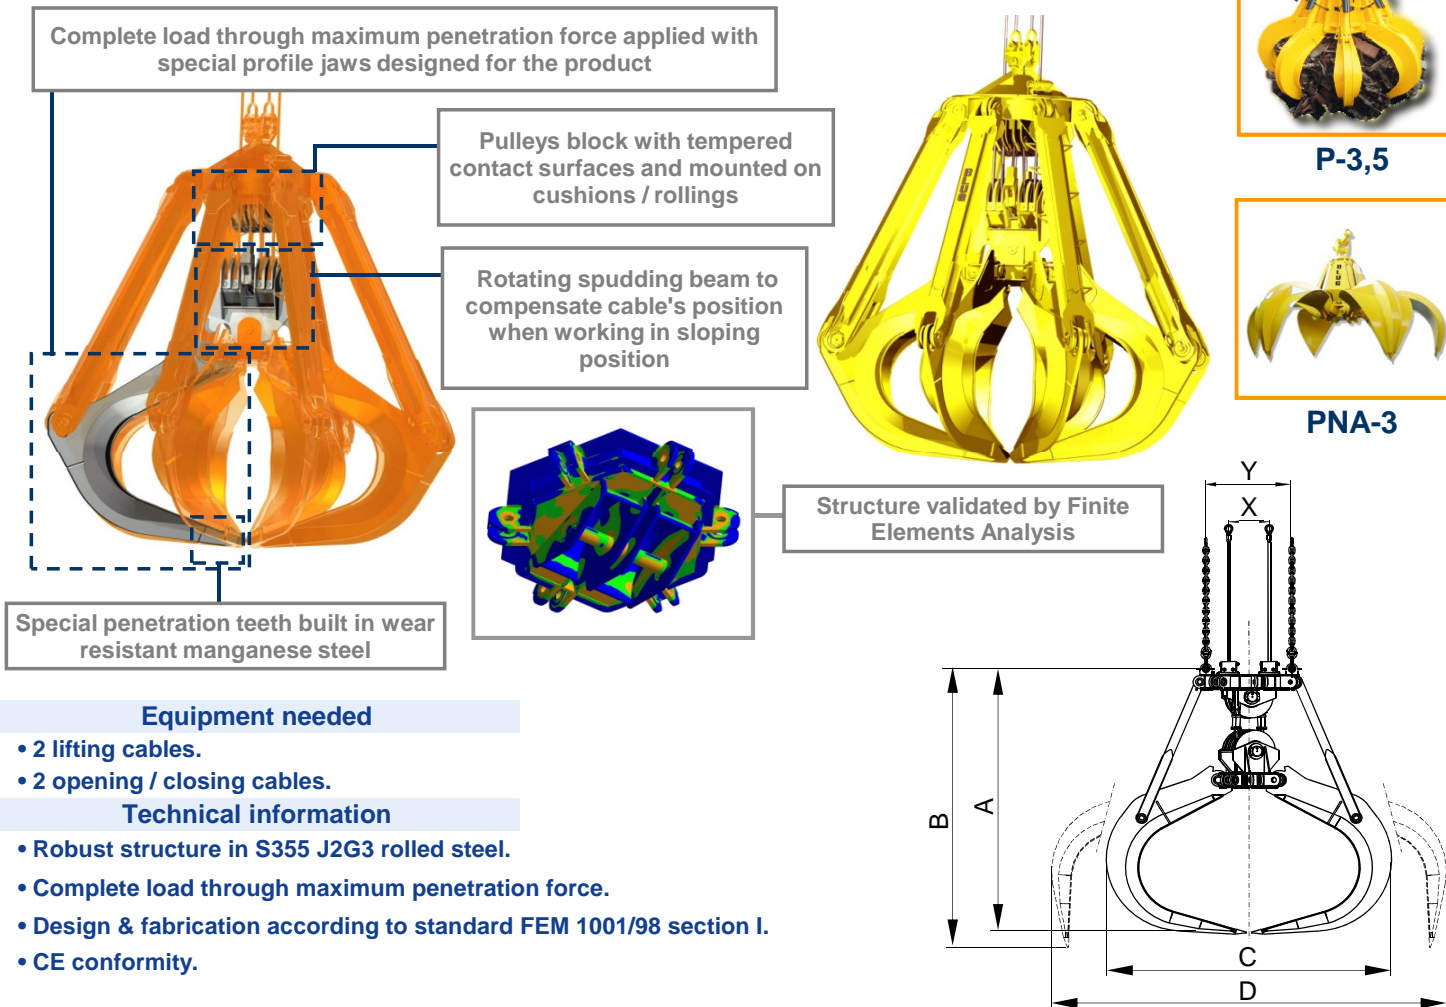 Complete load through maximum penetration force applied with
special profile jaws designed for the product
Pulleys block with tempered
contact surfaces and mounted on
cushions / rollings
Rotating spudding beam to
compensate cable's position
when working in sloping
position
Structure validated by Finite
Elements Analysis
Special penetration teeth built in wear
resistant manganese steel
BLUG
P-3,5
BLUG
PNA-3
Equipment needed
• 2 lifting cables.
• 2 opening / closing cables.
Technical information
• Robust structure in S355 J2G3 rolled steel.
• Complete load through maximum penetration force.
• Design & fabrication according to standard FEM 1001/98 section I.
• CE conformity.
Y
X
B
A
C
D